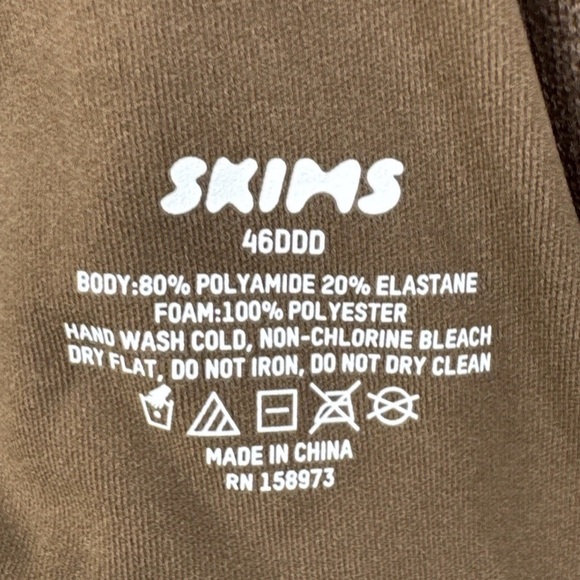 SKIMS
46DDD
BODY:80% POLYAMIDE 20% ELASTANE
FOAM:100% POLYESTER
HAND WASH COLD, NON-CHLORINE BLEACH
DRY FLAT, DO NOT IRON, DO NOT DRY CLEAN
MADE IN CHINA
RN 158973